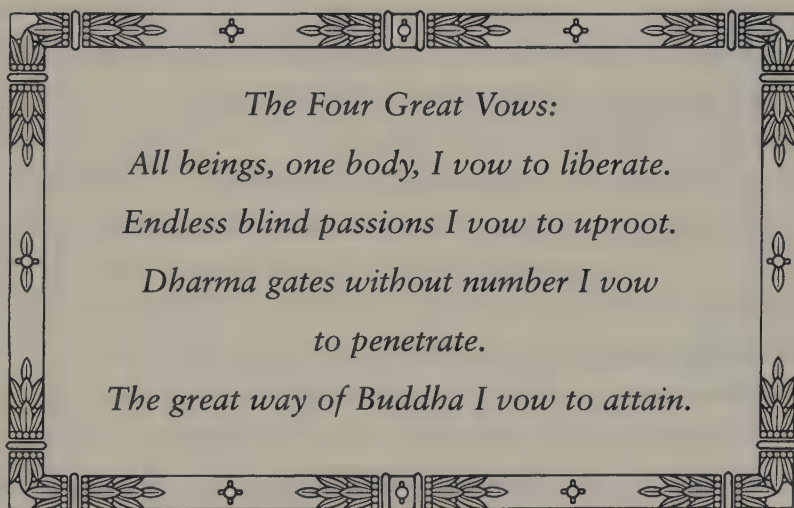 The Four Great Vows:
All beings, one body, I vow to liberate.
Endless blind passions I vow to uproot.
Dharma gates without number I vow
to penetrate.
The great way of Buddha I vow to attain.